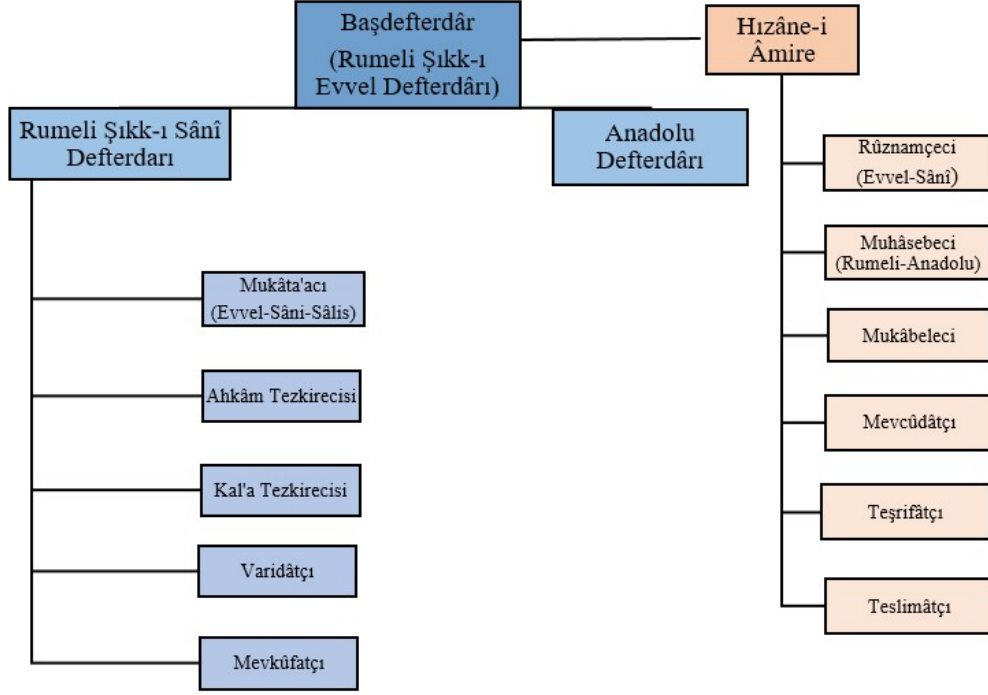 Başdefterdâr
(Rumeli Şıkk-ı
Evvel Defterdârı)
Hızâne-i
Âmire
Rumeli Şıkk-ı Sânî
Defterdarı
Anadolu
Defterdârı
Mukâta'acı
(Evvel-Sâni-Sâlis)
Ahkâm Tezkirecisi
Kal'a Tezkirecisi
Varidâtçı
Mevkûfatçı
Rûznamçeci
(Evvel-Sânî)
Muhâsebeci
(Rumeli-Anadolu)
Mukâbeleci
Mevcûdâtçı
Teşrifâtçı
Teslimâtçı